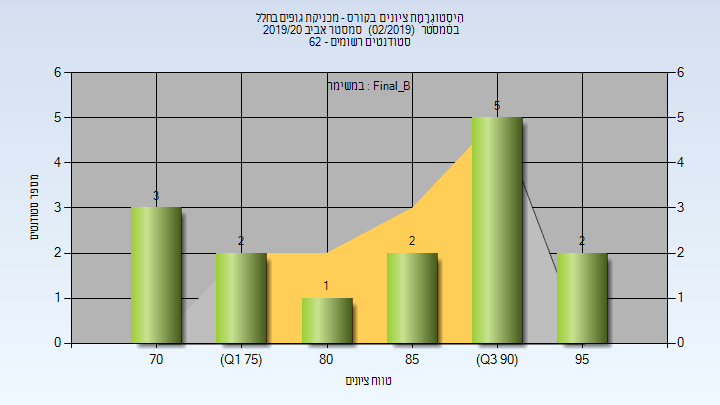 היסטוגרמת ציונים בקורס - מכניקת גופים בחלל
בסמסטר (02/2019) סמסטר אביב 2019/20
סטודנטים רשומים - 62
במשימה : Final_B
מספר סטודנטים
6 6
5 5
4 4
3 3
2 2
1 1
0 0
3 2 1 2 5 2
70 (Q1 75) 80 85 (Q3 90) 95
טווח ציונים